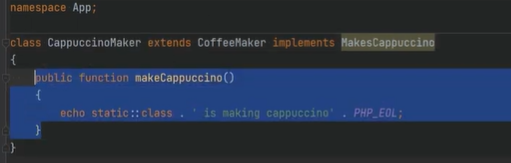 namespace App;
class CappuccinoMaker extends CoffeeMaker implements MakesCappuccino
{
public function makeCappuccino()
{
echo static::class . ' is making cappuccino' . PHP_EOL;
}
}